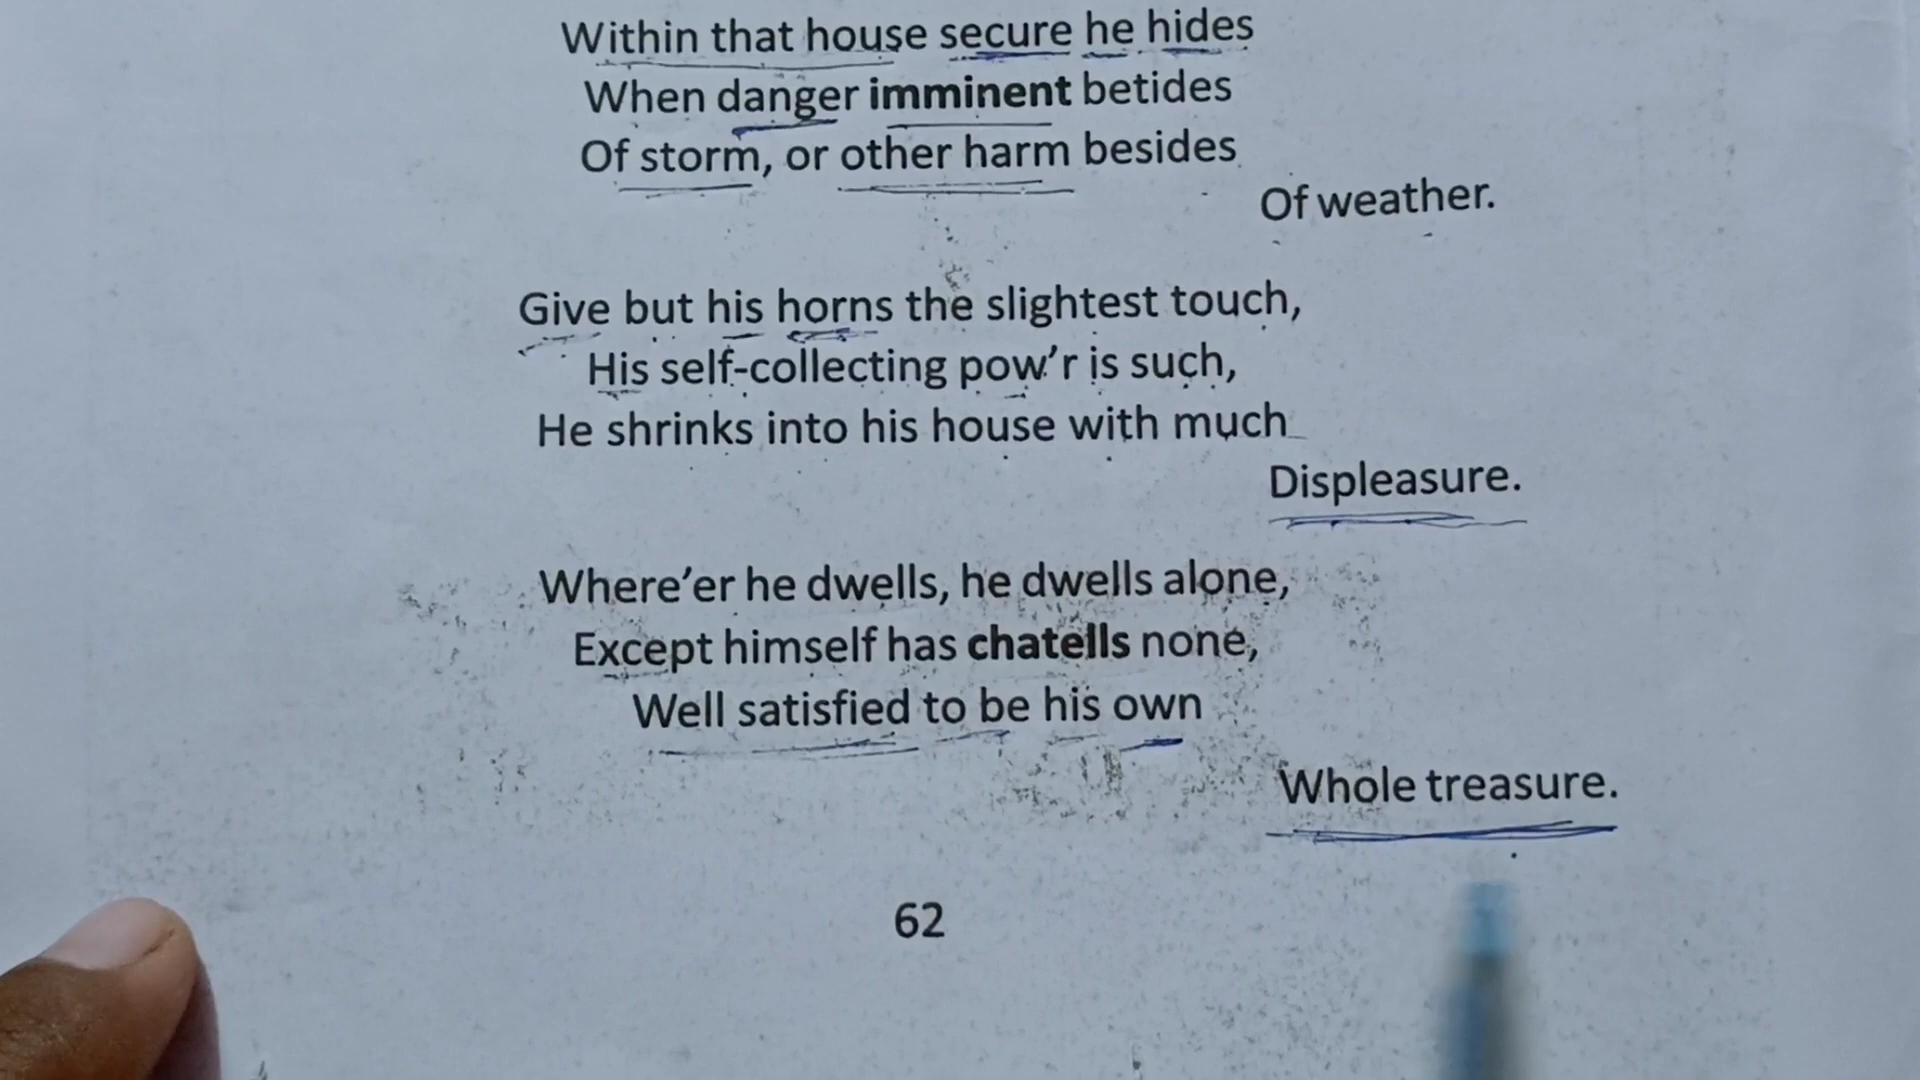 Within that house secure he hides
When danger imminent betides
Of storm, or other harm besides
Of weather.
Give but his horns the slightest touch,
His self-collecting pow'r is such,
He shrinks into his house with much
Displeasure.
Where'er he dwells, he dwells alone,
Except himself has chatells none,
Well satisfied to be his own
Whole treasure.
62